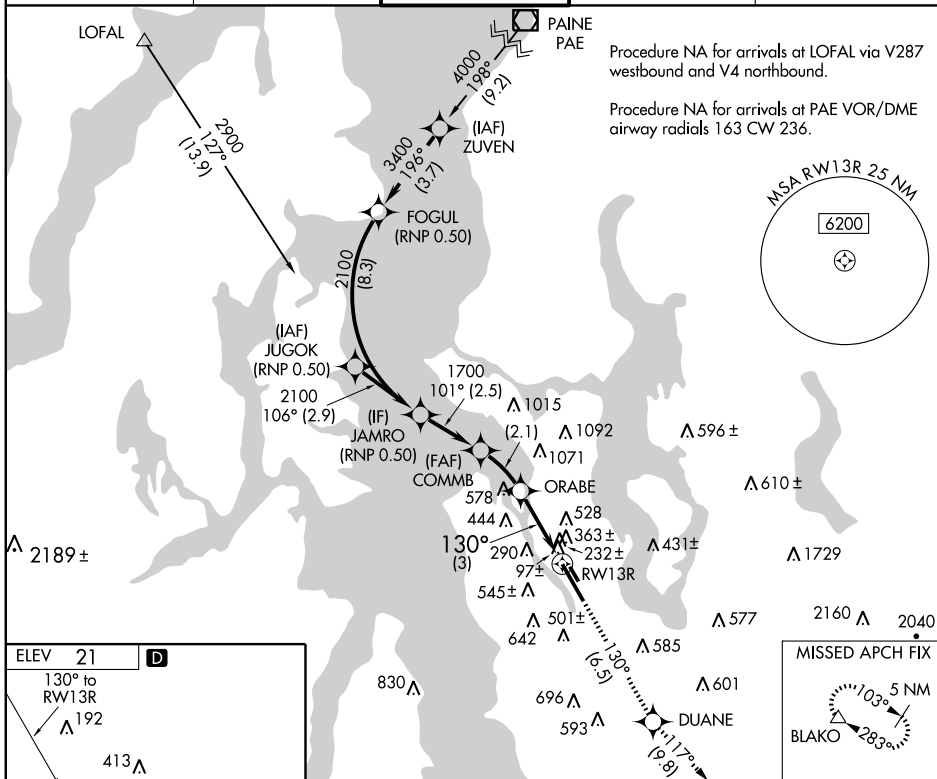 LOFAL
PAINE
PAE
Procedure NA for arrivals at LOFAL via V287
westbound and V4 northbound.
Procedure NA for arrivals at PAE VOR/DME
airway radials 163 CW 236.
4000
198°
(9.2)
(IAF)
ZUVEN
2900
127°
(13.9)
3400
196°
(3.7)
MSA RW13R 25 NM
6200
FOGUL
(RNP 0.50)
2100
(8.3)
(IAF)
JUGOK
(RNP 0.50)
2100
106° (2.9)
1700
101° (2.5)
(IF)
JAMRO
(RNP 0.50)
1015
(2.1)
1092
1071
596 ±
(FAF)
COMMB
578
ORABE
610 ±
444
528
130°
(3)
363 ±
290
232 ±
431 ±
97 ±
RW13R
1729
2189 ±
545 ±
501 ±
642
577
585
2160
2040
130°
(6.5)
ELEV 21 D
130° to
RW13R
192
413
830
696
593
601
DUANE
117°
(9.8)
MISSED APCH FIX
103°
5 NM
BLAKO
283°